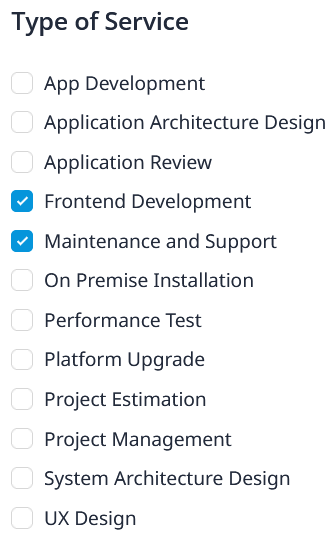 Type of Service
App Development
Application Architecture Design
Application Review
Frontend Development
Maintenance and Support
On Premise Installation
Performance Test
Platform Upgrade
Project Estimation
Project Management
System Architecture Design
UX Design